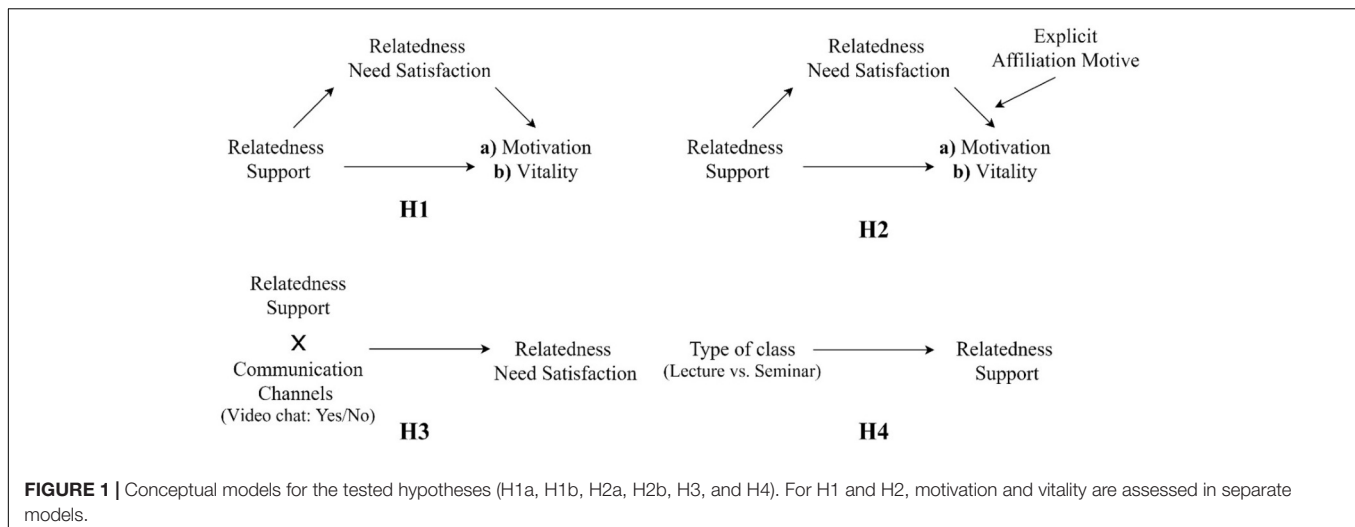 Relatedness
Need Satisfaction
Relatedness
Support
a) Motivation
b) Vitality
H1
Relatedness
Need Satisfaction
Explicit
Affiliation Motive
Relatedness
Support
a) Motivation
b) Vitality
H2
Relatedness
Support
X
Communication
Channels
(Video chat: Yes/No)
Relatedness
Need Satisfaction
H3
Type of class
(Lecture vs. Seminar)
Relatedness
Support
H4
FIGURE 1 | Conceptual models for the tested hypotheses (H1a, H1b, H2a, H2b, H3, and H4). For H1 and H2, motivation and vitality are assessed in separate
models.